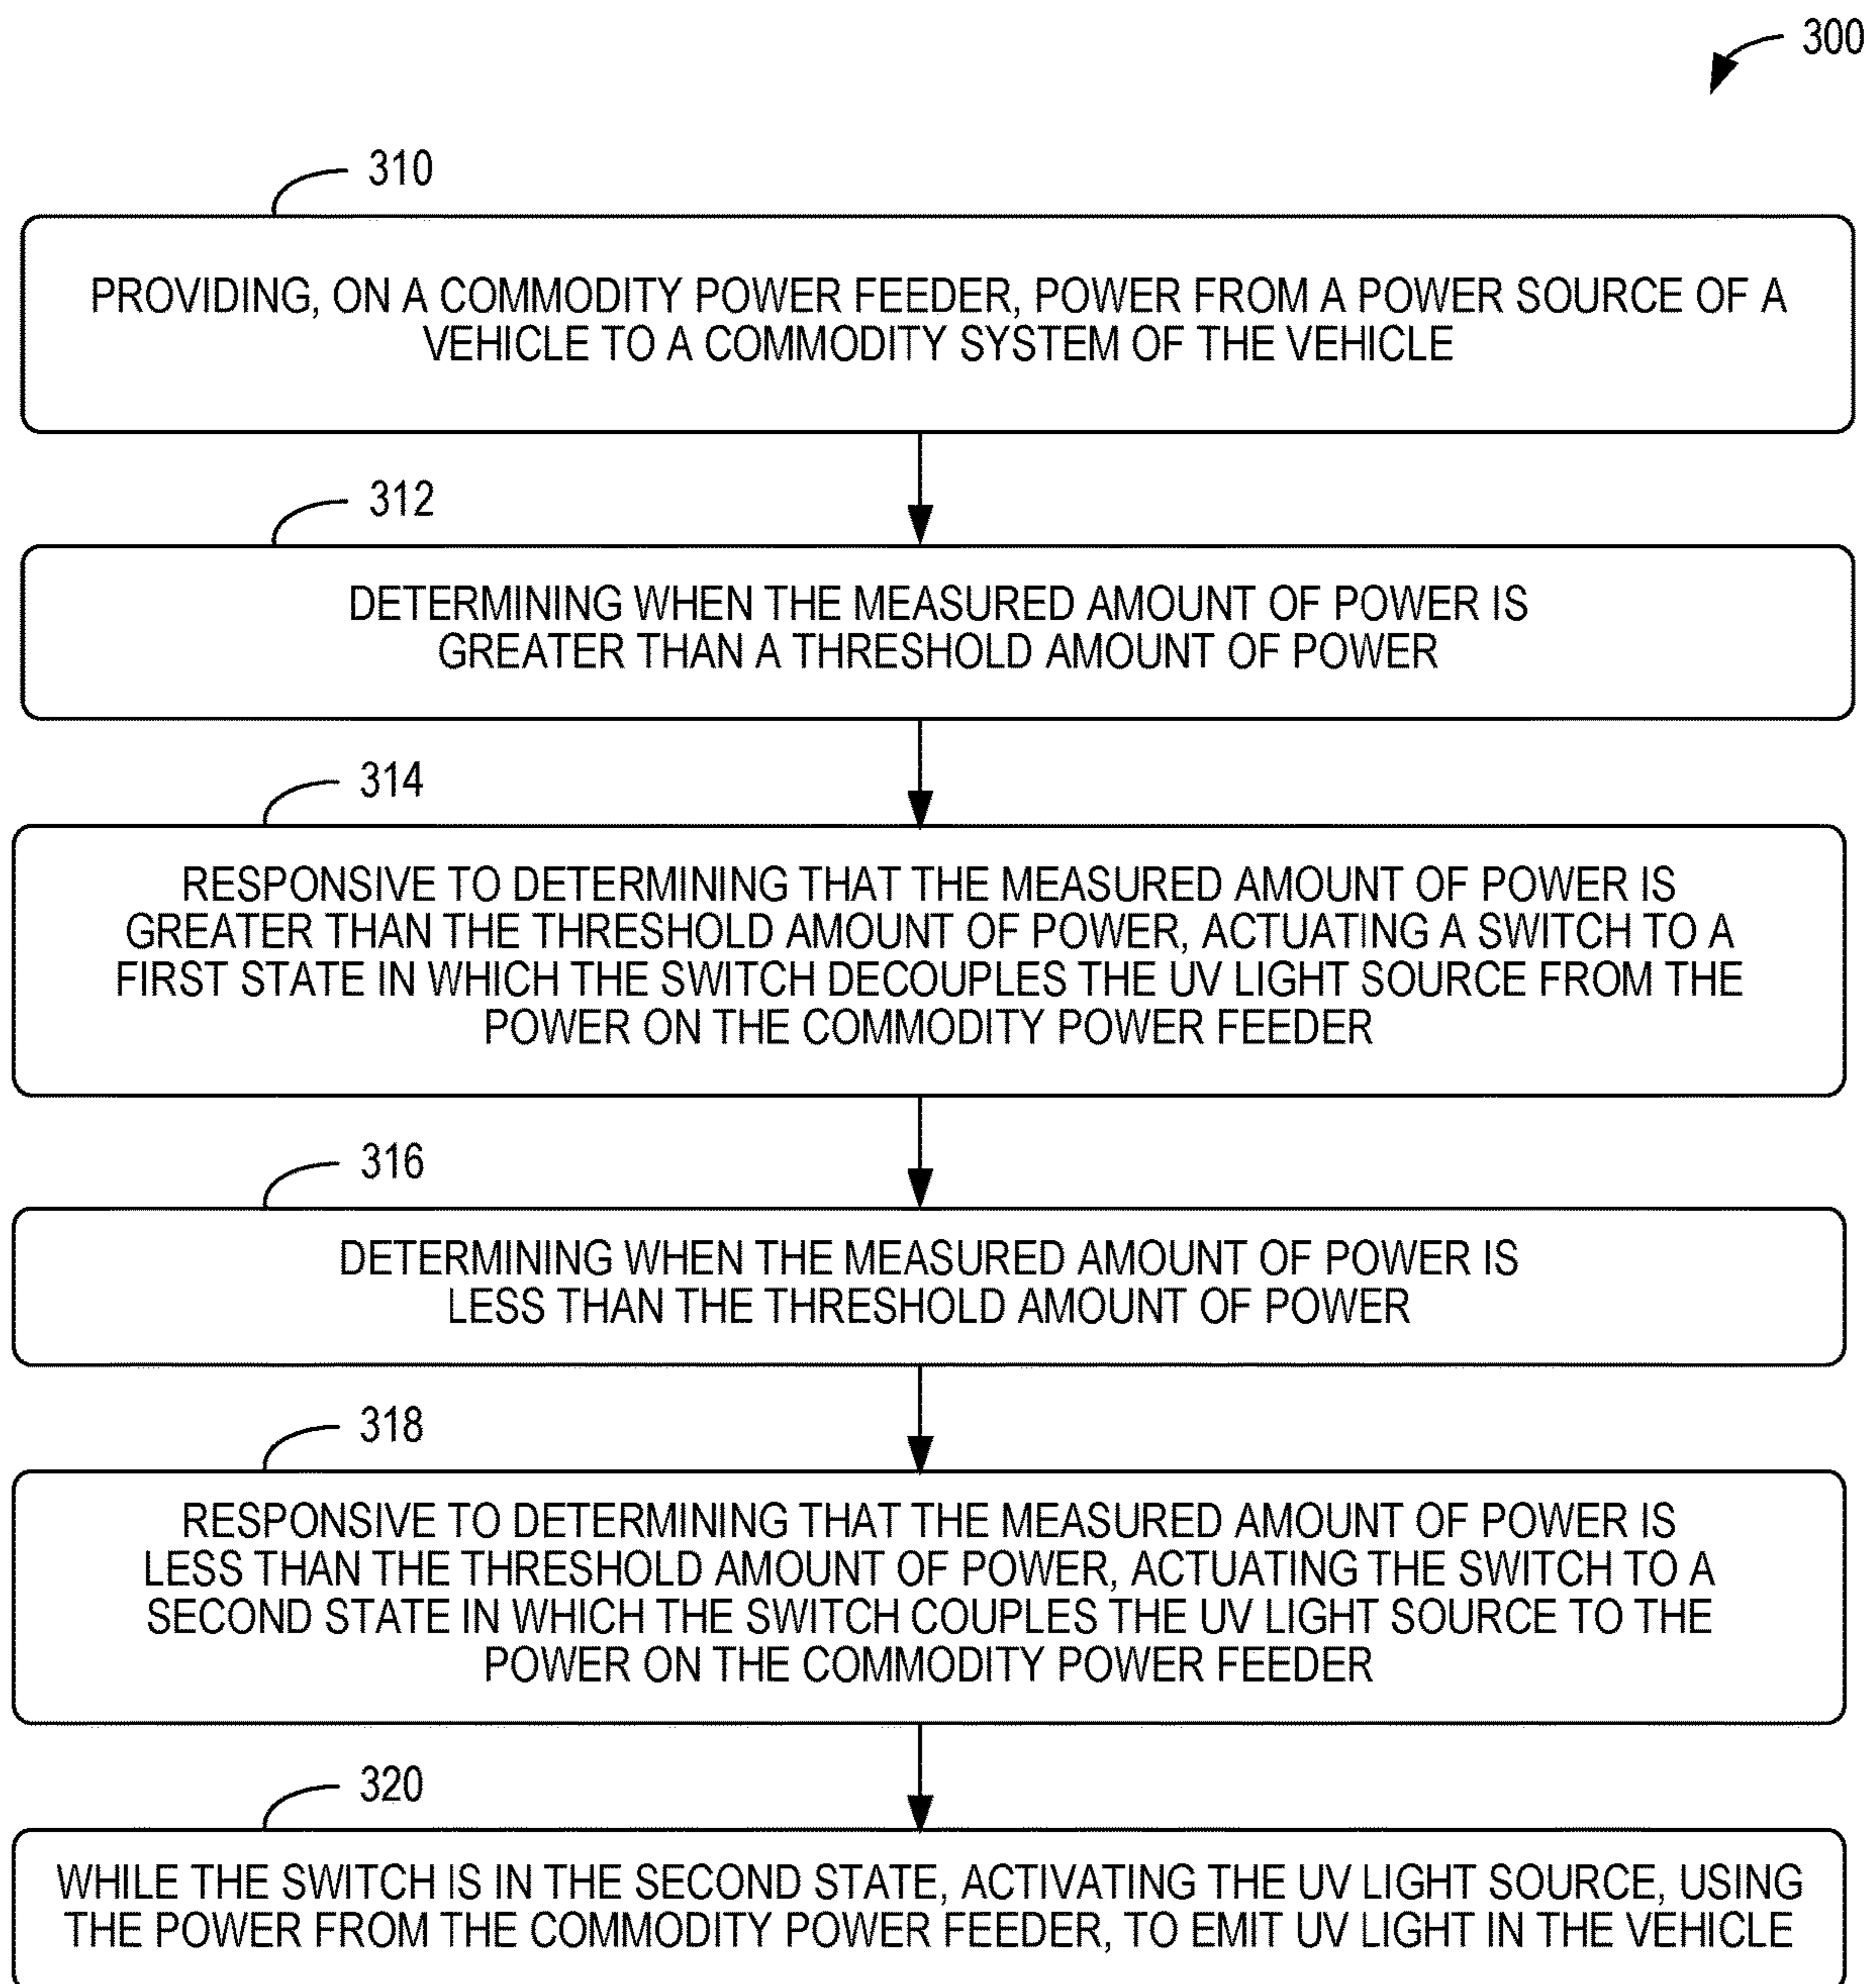 300
310
PROVIDING, ON A COMMODITY POWER FEEDER, POWER FROM A POWER SOURCE OF A
VEHICLE TO A COMMODITY SYSTEM OF THE VEHICLE
312
DETERMINING WHEN THE MEASURED AMOUNT OF POWER IS
GREATER THAN A THRESHOLD AMOUNT OF POWER
314
RESPONSIVE TO DETERMINING THAT THE MEASURED AMOUNT OF POWER IS
GREATER THAN THE THRESHOLD AMOUNT OF POWER, ACTUATING A SWITCH TO A
FIRST STATE IN WHICH THE SWITCH DECOUPLES THE UV LIGHT SOURCE FROM THE
POWER ON THE COMMODITY POWER FEEDER
316
DETERMINING WHEN THE MEASURED AMOUNT OF POWER IS
LESS THAN THE THRESHOLD AMOUNT OF POWER
318
RESPONSIVE TO DETERMINING THAT THE MEASURED AMOUNT OF POWER IS
LESS THAN THE THRESHOLD AMOUNT OF POWER, ACTUATING THE SWITCH TO A
SECOND STATE IN WHICH THE SWITCH COUPLES THE UV LIGHT SOURCE TO THE
POWER ON THE COMMODITY POWER FEEDER
320
WHILE THE SWITCH IS IN THE SECOND STATE, ACTIVATING THE UV LIGHT SOURCE, USING
THE POWER FROM THE COMMODITY POWER FEEDER, TO EMIT UV LIGHT IN THE VEHICLE